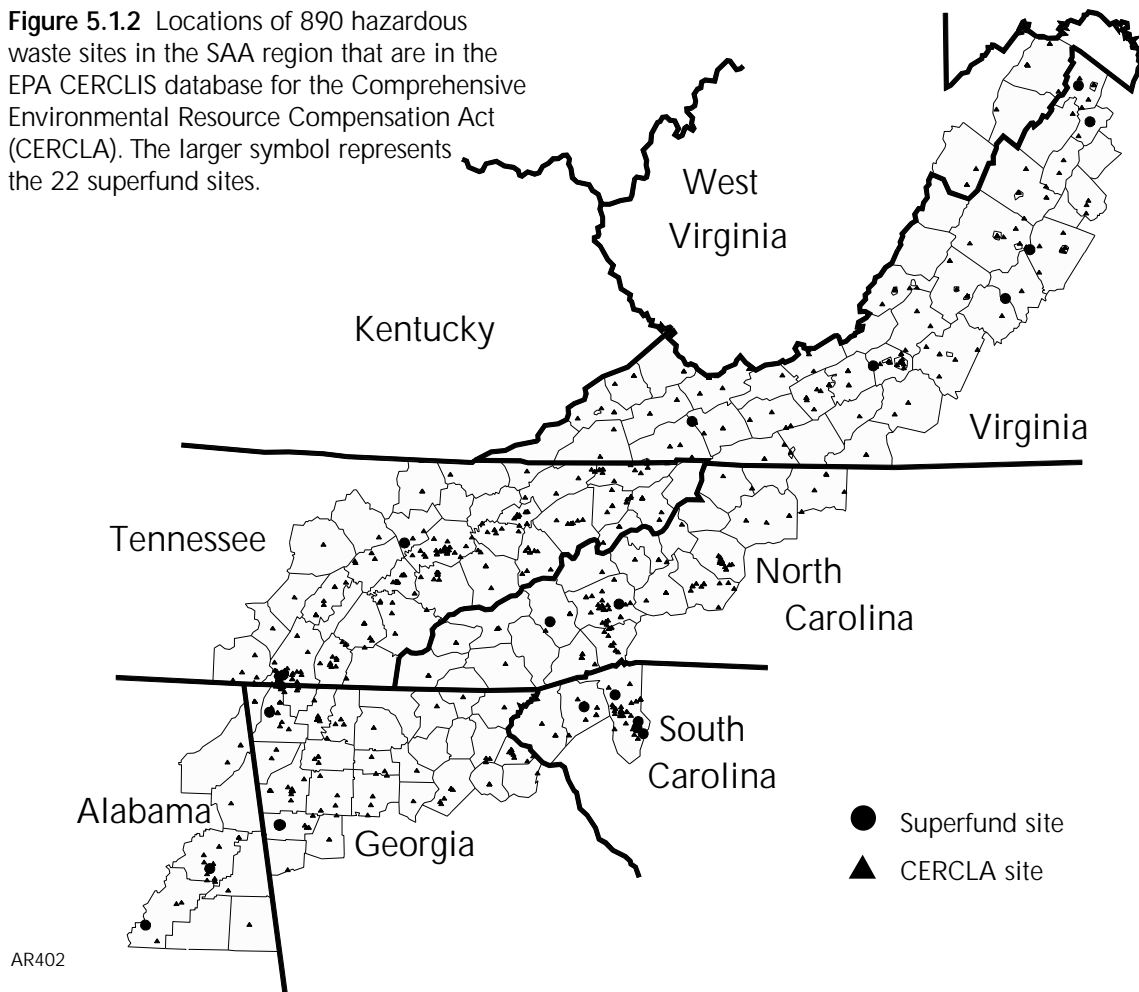 Figure 5.1.2 Locations of 890 hazardous
waste sites in the SAA region that are in the
EPA CERCLIS database for the Comprehensive
Environmental Resource Compensation Act
(CERCLA). The larger symbol represents
the 22 superfund sites.
West
Virginia
Kentucky
Virginia
Tennessee
North
Carolina
South
Carolina
Alabama
Georgia
Superfund site
CERCLA site
AR402